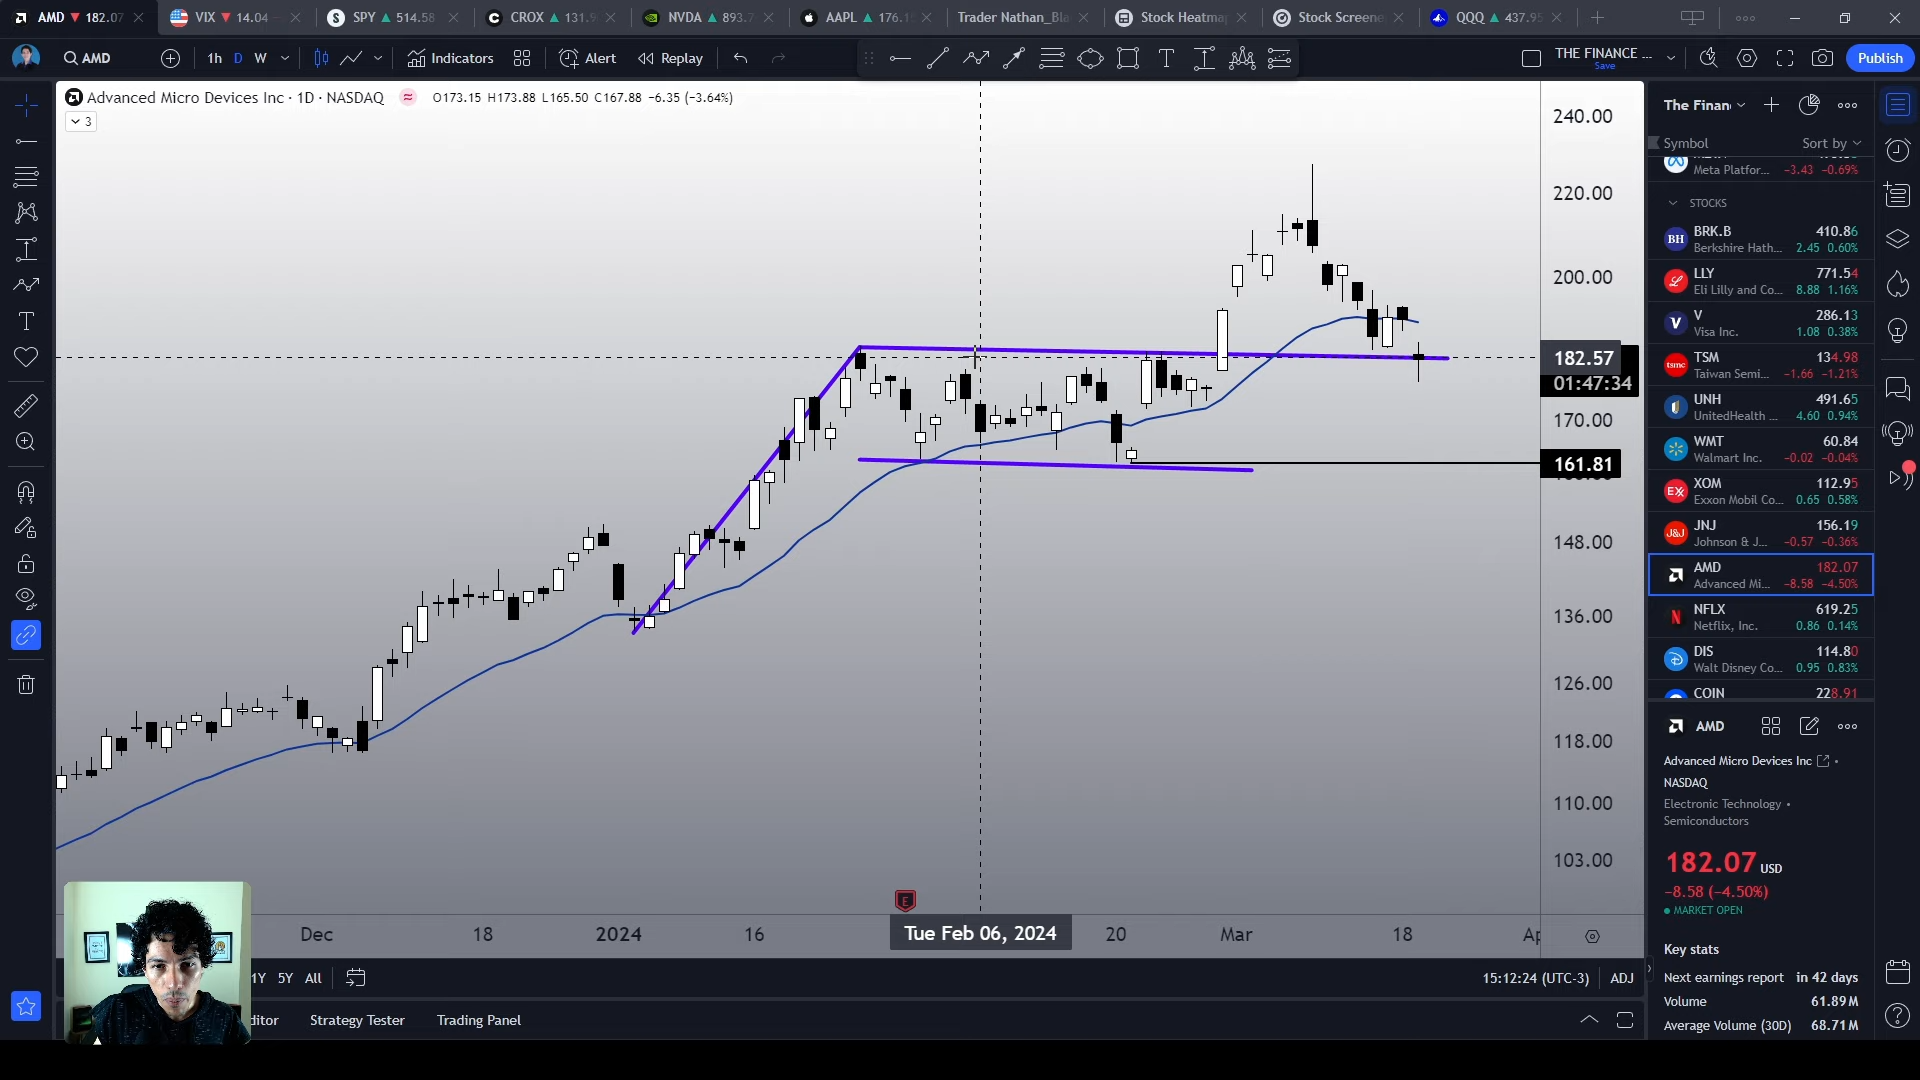 AMD ▼ 182.07
VIX ▼ 14.04
SPY ▲ 514.58
CROX ▲ 131.9
NVDA ▲ 893.7
AAPL ▲ 176.1
Trader Nathan_Bla
Stock Heatma
Stock Screene
QQQ ▲ 437.95
AMD
1h D W
Indicators
Alert
Replay
THE FINANCE ...
Save
Publish
Advanced Micro Devices Inc · 1D · NASDAQ
O173.15 H173.88 L165.50 C167.88 −6.35 (−3.64%)
3
240.00
220.00
200.00
182.57
01:47:34
170.00
161.81
148.00
136.00
126.00
118.00
110.00
103.00
E
Dec
18
2024
16
Tue Feb 06, 2024
20
Mar
18
Ap
1Y 5Y All
15:12:24 (UTC-3)
ADJ
ditor
Strategy Tester
Trading Panel
The Finan
Symbol
Sort by
Meta Platfor... −3.43 −0.69%
STOCKS
BRK.B 410.86
Berkshire Hath... 2.45 0.60%
LLY 771.54
Eli Lilly and Co... 8.88 1.16%
V 286.13
Visa Inc. 1.08 0.38%
TSM 134.98
Taiwan Semi... −1.66 −1.21%
UNH 491.65
UnitedHealth ... 4.60 0.94%
WMT 60.84
Walmart Inc. −0.02 −0.04%
XOM 112.95
Exxon Mobil Co... 0.65 0.58%
JNJ 156.19
Johnson & J... −0.57 −0.36%
AMD 182.07
Advanced Mi... −8.58 −4.50%
NFLX 619.25
Netflix, Inc. 0.86 0.14%
DIS 114.80
Walt Disney Co... 0.95 0.83%
COIN 228.91
AMD
Advanced Micro Devices Inc
NASDAQ
Electronic Technology •
Semiconductors
182.07 USD
−8.58 (−4.50%)
MARKET OPEN
Key stats
Next earnings report in 42 days
Volume 61.89M
Average Volume (30D) 68.71M